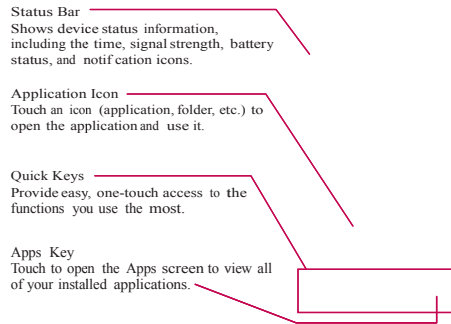 Status Bar
Shows device status information,
including the time, signal strength, battery
status, and notif cation icons.
Application Icon
Touch an icon (application, folder, etc.) to
open the application and use it.
Quick Keys
Provide easy, one-touch access to the
functions you use the most.
Apps Key
Touch to open the Apps screen to view all
of your installed applications.